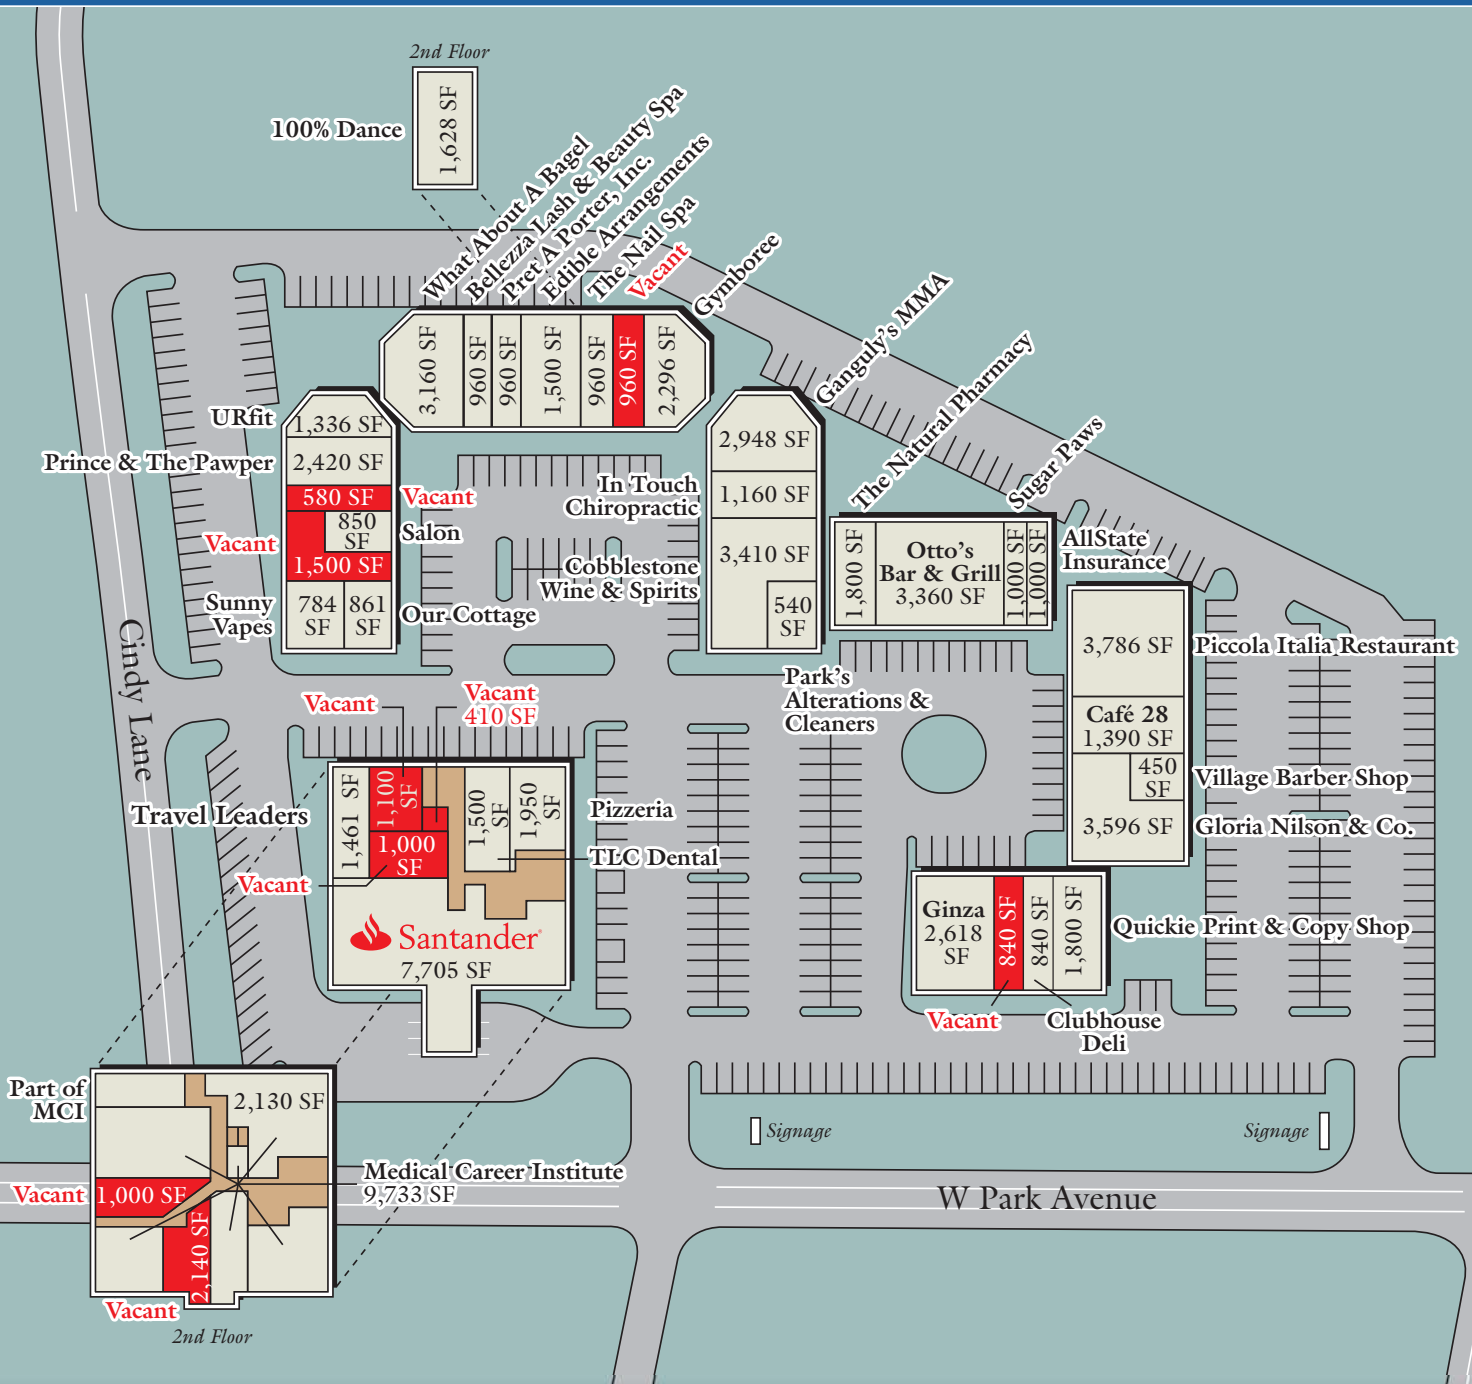 2nd Floor
1,628 SF
100% Dance
What About A Bagel
Bellezza Lash & Beauty Spa
Pret A Porter, Inc.
Edible Arrangements
The Nail Spa
Vacant
Gymboree
3,160 SF
960 SF
960 SF
1,500 SF
960 SF
960 SF
2,296 SF
Ganguly's MMA
The Natural Pharmacy
Sugar Paws
URfit
1,336 SF
Prince & The Pawper
2,420 SF
580 SF
Vacant
850
SF
Salon
Vacant
1,500 SF
Sunny
Vapes
784
SF
861
SF
Our Cottage
2,948 SF
In Touch
Chiropractic
1,160 SF
Cobblestone
Wine & Spirits
3,410 SF
540
SF
Park's
Alterations &
Cleaners
1,800 SF
Otto's
Bar & Grill
3,360 SF
1,000 SF
1,000 SF
AllState
Insurance
3,786 SF
Piccola Italia Restaurant
Café 28
1,390 SF
450
SF
Village Barber Shop
3,596 SF
Gloria Nilson & Co.
Cindy Lane
Vacant
Vacant
410 SF
Travel Leaders
1,461 SF
1,100
SF
1,000
SF
Vacant
1,500
SF
1,950
SF
Pizzeria
TLC Dental
Santander
7,705 SF
Ginza
2,618
SF
840 SF
840 SF
1,800 SF
Quickie Print & Copy Shop
Vacant
Clubhouse
Deli
Part of
MCI
2,130 SF
Vacant
1,000 SF
2,140 SF
Vacant
2nd Floor
Medical Career Institute
9,733 SF
Signage
Signage
W Park Avenue